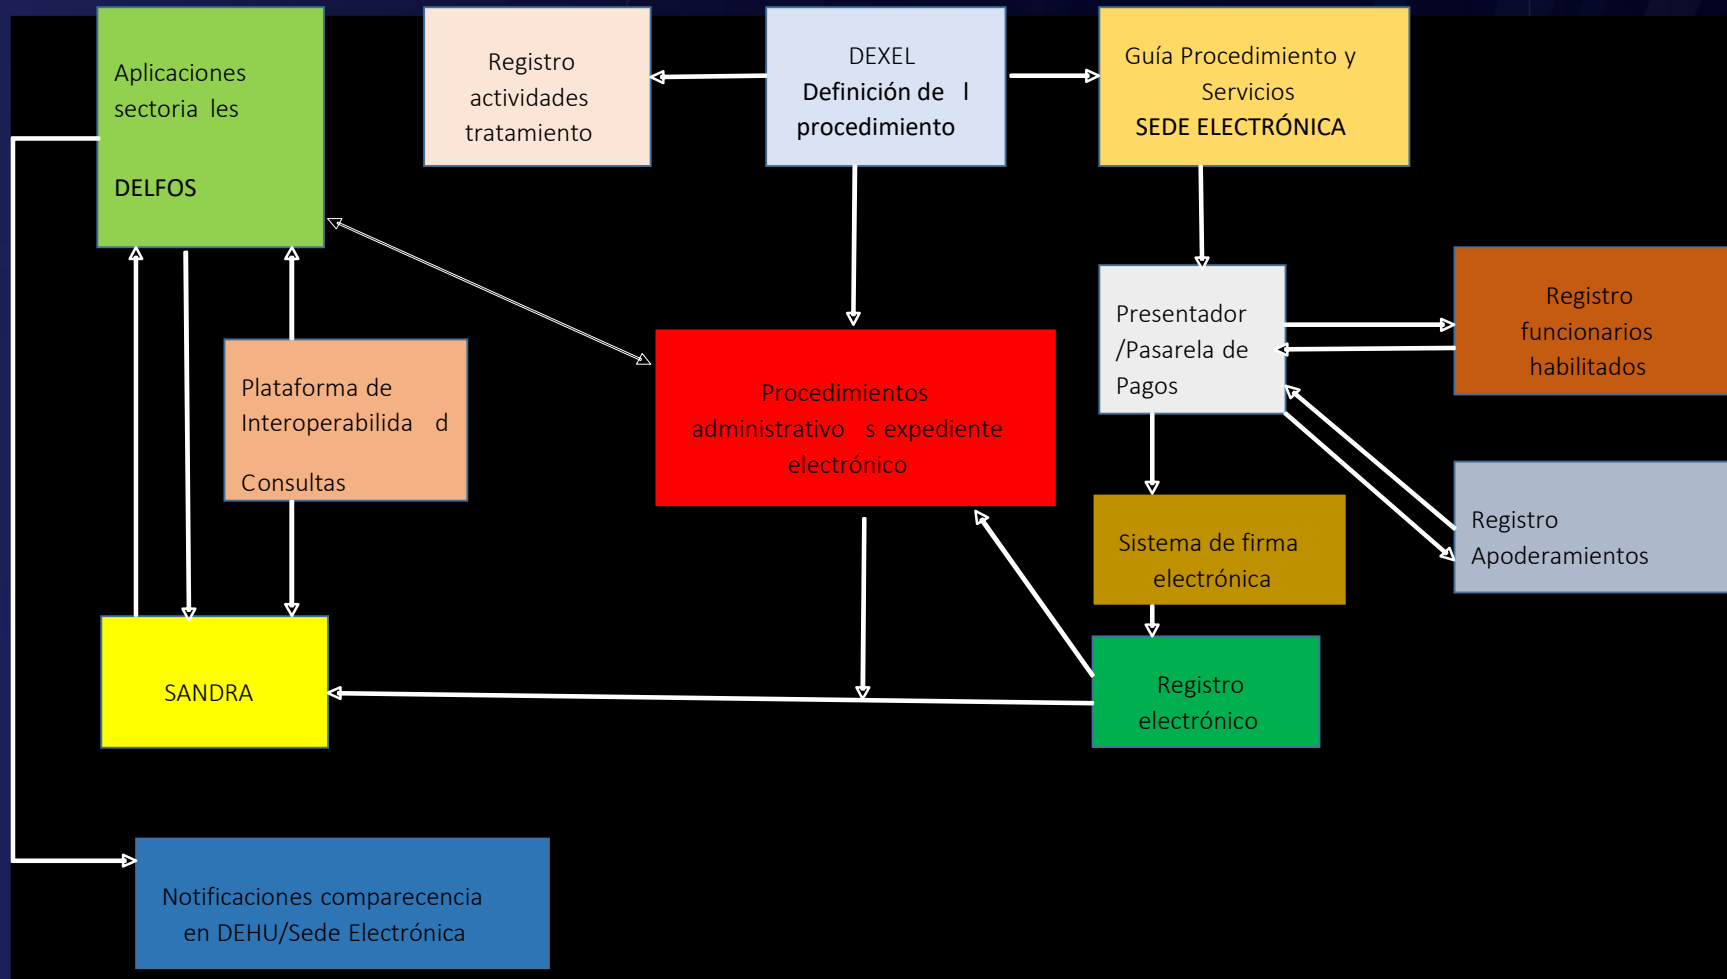 Aplicaciones
sectoria les
DELFOS
Registro
actividades
tratamiento
DEXEL
Definición de l
procedimiento
Guía Procedimiento y
Servicios
SEDE ELECTRÓNICA
Presentador
/Pasarela de
Pagos
Registro
funcionarios
habilitados
Plataforma de
Interoperabilida d
Consultas
Procedimientos
administrativo s expediente
electrónico
Sistema de firma
electrónica
Registro
Apoderamientos
SANDRA
Registro
electrónico
Notificaciones comparecencia
en DEHU/Sede Electrónica